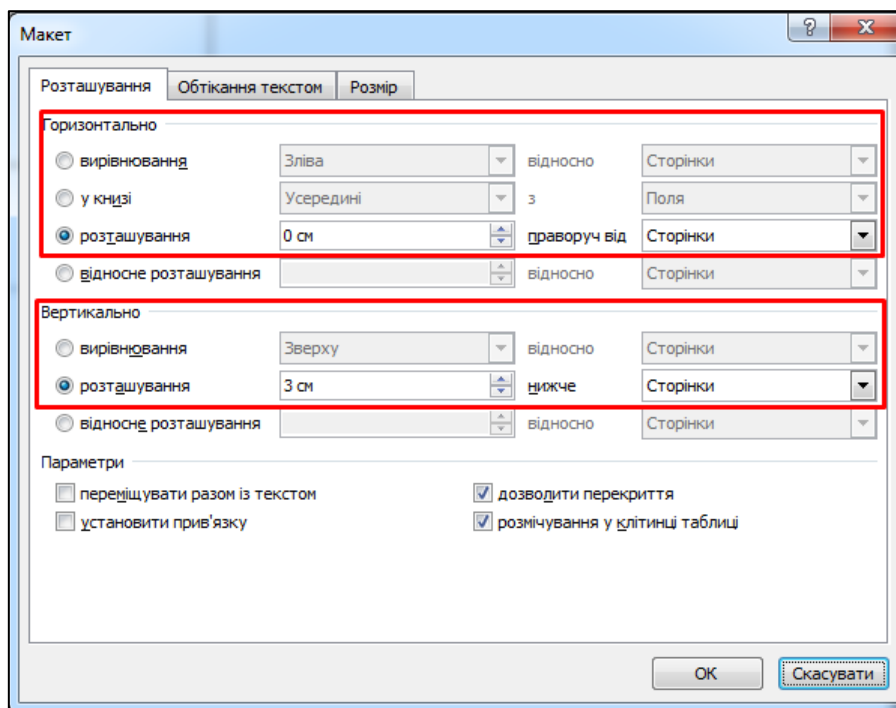 Макет
Розташування Обтікання текстом Розмір
Горизонтально
вирівнювання Зліва відносно Сторінки
у книзі Усередині з Поля
розташування 0 см праворуч від Сторінки
відносне розташування відносно Сторінки
Вертикально
вирівнювання Зверху відносно Сторінки
розташування 3 см нижче Сторінки
відносне розташування відносно Сторінки
Параметри
переміщувати разом із текстом дозволити перекриття
установити прив'язку розмічування у клітинці таблиці
ОК Скасувати